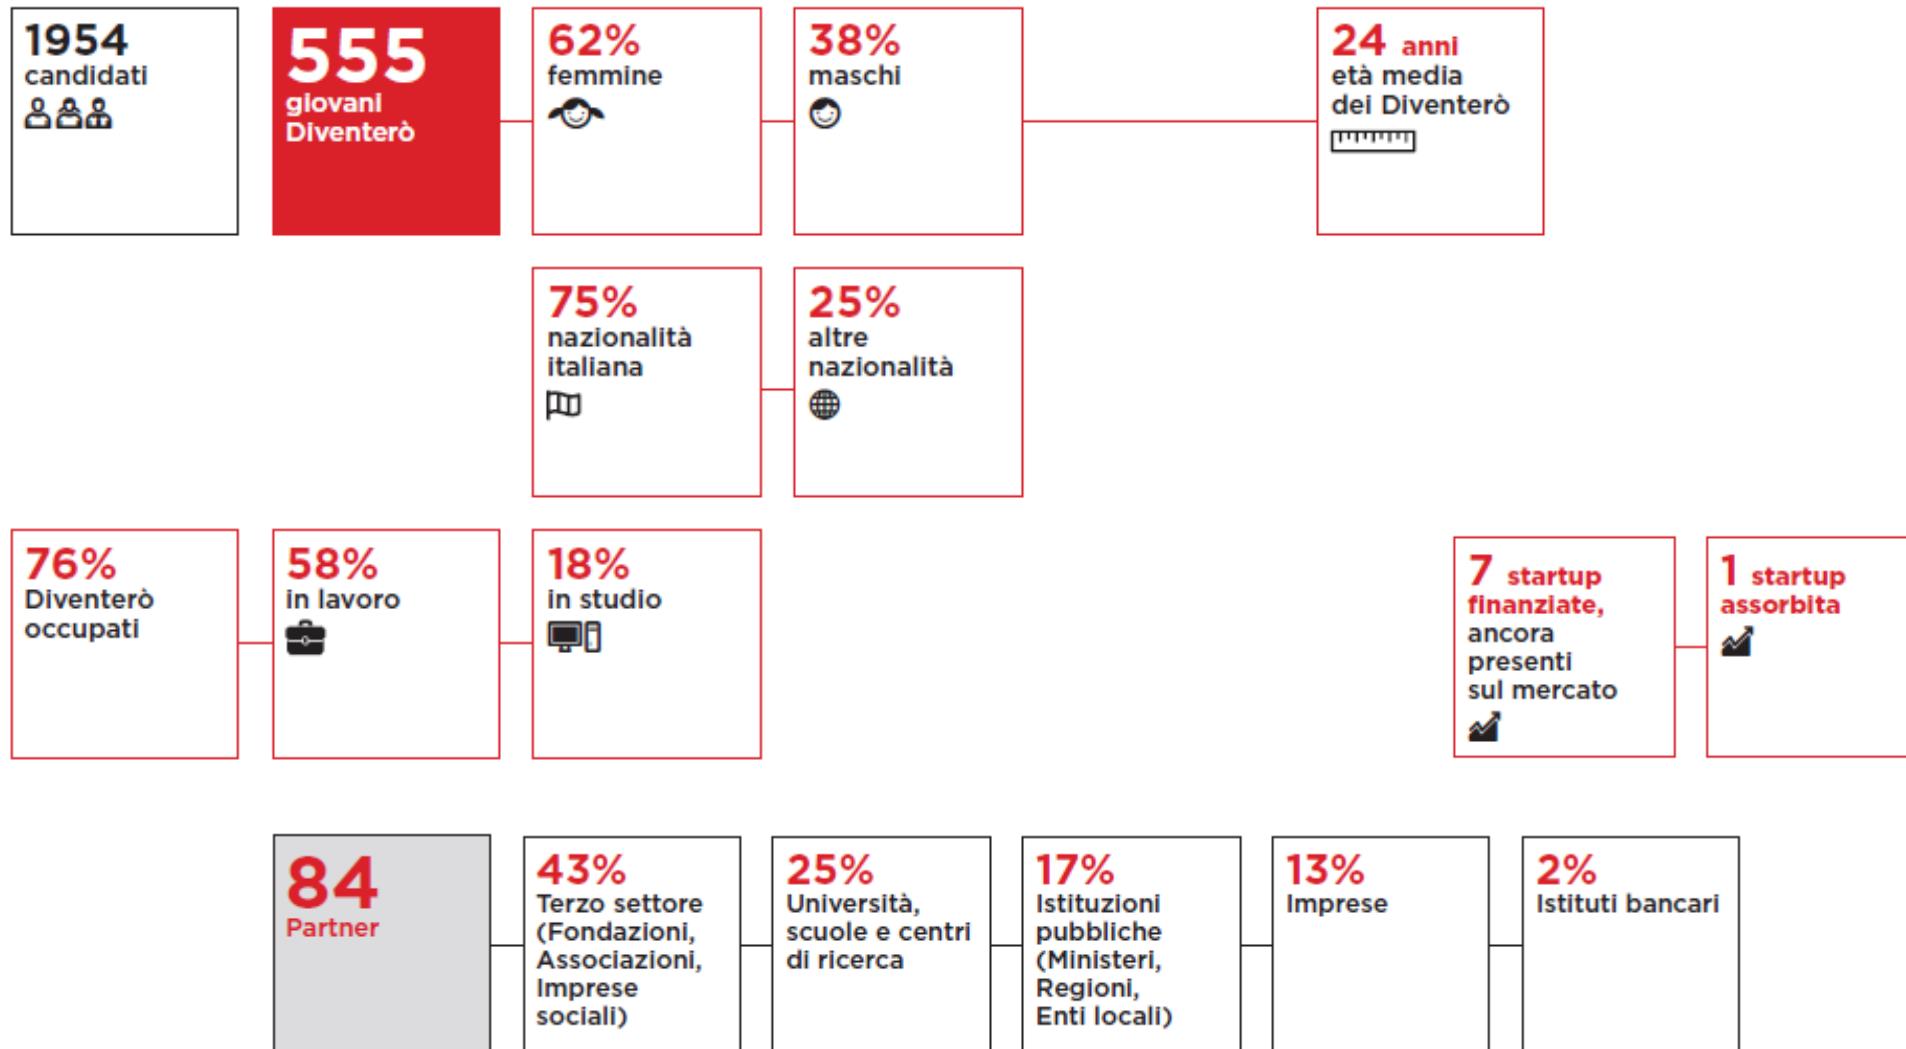 1954
candidati
555
giovani
Diventerò
62%
femmine
38%
maschi
24 anni
età media
dei Diventerò
75%
nazionalità
italiana
25%
altre
nazionalità
76%
Diventerò
occupati
58%
in lavoro
18%
in studio
7 startup
finanziate,
ancora
presenti
sul mercato
1 startup
assorbita
84
Partner
43%
Terzo settore
(Fondazioni,
Associazioni,
Imprese
sociali)
25%
Università,
scuole e centri
di ricerca
17%
Istituzioni
pubbliche
(Ministeri,
Regioni,
Enti locali)
13%
Imprese
2%
Istituti bancari